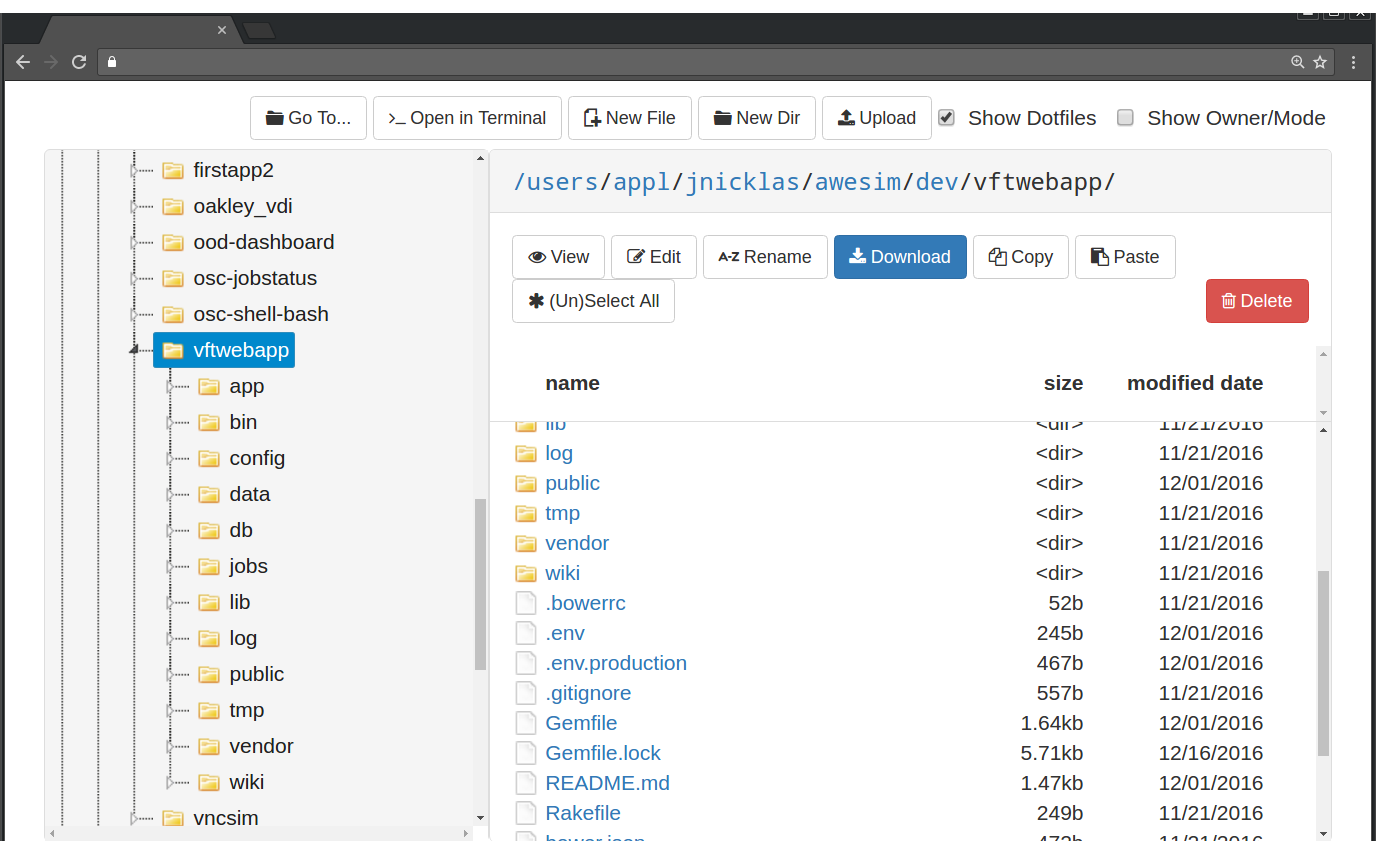 Go To... >_ Open in Terminal New File New Dir Upload Show Dotfiles Show Owner/Mode
firstapp2
oakley_vdi
ood-dashboard
osc-jobstatus
osc-shell-bash
vftwebapp
app
bin
config
data
db
jobs
lib
log
public
tmp
vendor
wiki
vncsim
/users/appl/jnicklas/awesim/dev/vftwebapp/
View Edit A-Z Rename Download Copy Paste
(Un)Select All Delete
name size modified date
lib <dir> 11/21/2016
log <dir> 11/21/2016
public <dir> 12/01/2016
tmp <dir> 11/21/2016
vendor <dir> 11/21/2016
wiki <dir> 11/21/2016
.bowerrc 52b 11/21/2016
.env 245b 12/01/2016
.env.production 467b 12/01/2016
.gitignore 557b 11/21/2016
Gemfile 1.64kb 12/01/2016
Gemfile.lock 5.71kb 12/16/2016
README.md 1.47kb 12/01/2016
Rakefile 249b 11/21/2016
bower.json 11/21/2016